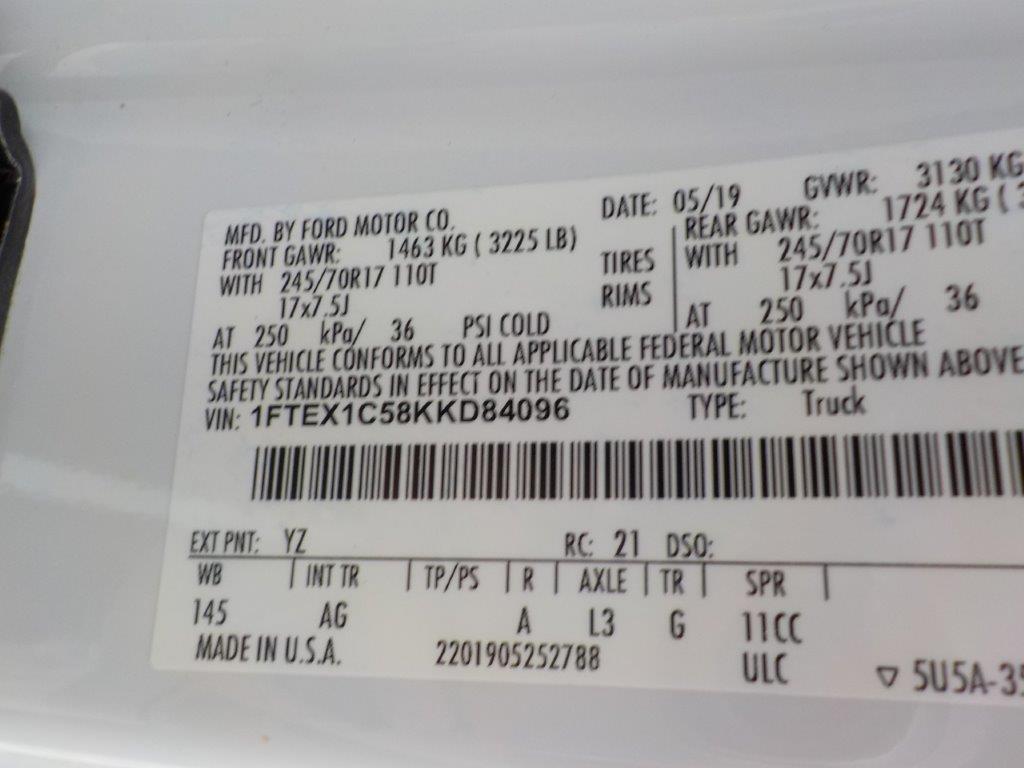 MFD. BY FORD MOTOR CO. DATE: 05/19 GVWR: 3130 KG
FRONT GAWR: 1463 KG ( 3225 LB) REAR GAWR: 1724 KG ( 3
WITH 245/70R17 110T TIRES WITH 245/70R17 110T
17x7.5J RIMS 17x7.5J
AT 250 kPa/ 36 PSI COLD AT 250 kPa/ 36
THIS VEHICLE CONFORMS TO ALL APPLICABLE FEDERAL MOTOR VEHICLE
SAFETY STANDARDS IN EFFECT ON THE DATE OF MANUFACTURE SHOWN ABOVE
VIN: 1FTEX1C58KKD84096 TYPE: Truck
EXT PNT: YZ RC: 21 DSO:
WB | INT TR | TP/PS | R | AXLE | TR | SPR |
145 AG A L3 G 11CC
MADE IN U.S.A. 2201905252788 ULC ▽ 5U5A-35